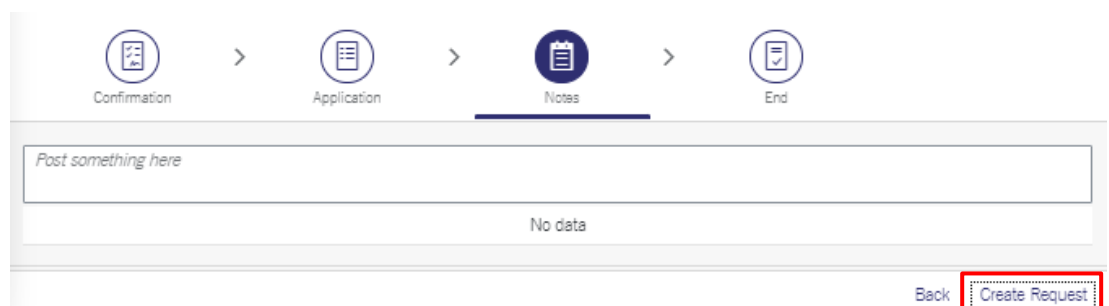 Confirmation > Application > Notes > End
Post something here
No data
Back Create Request